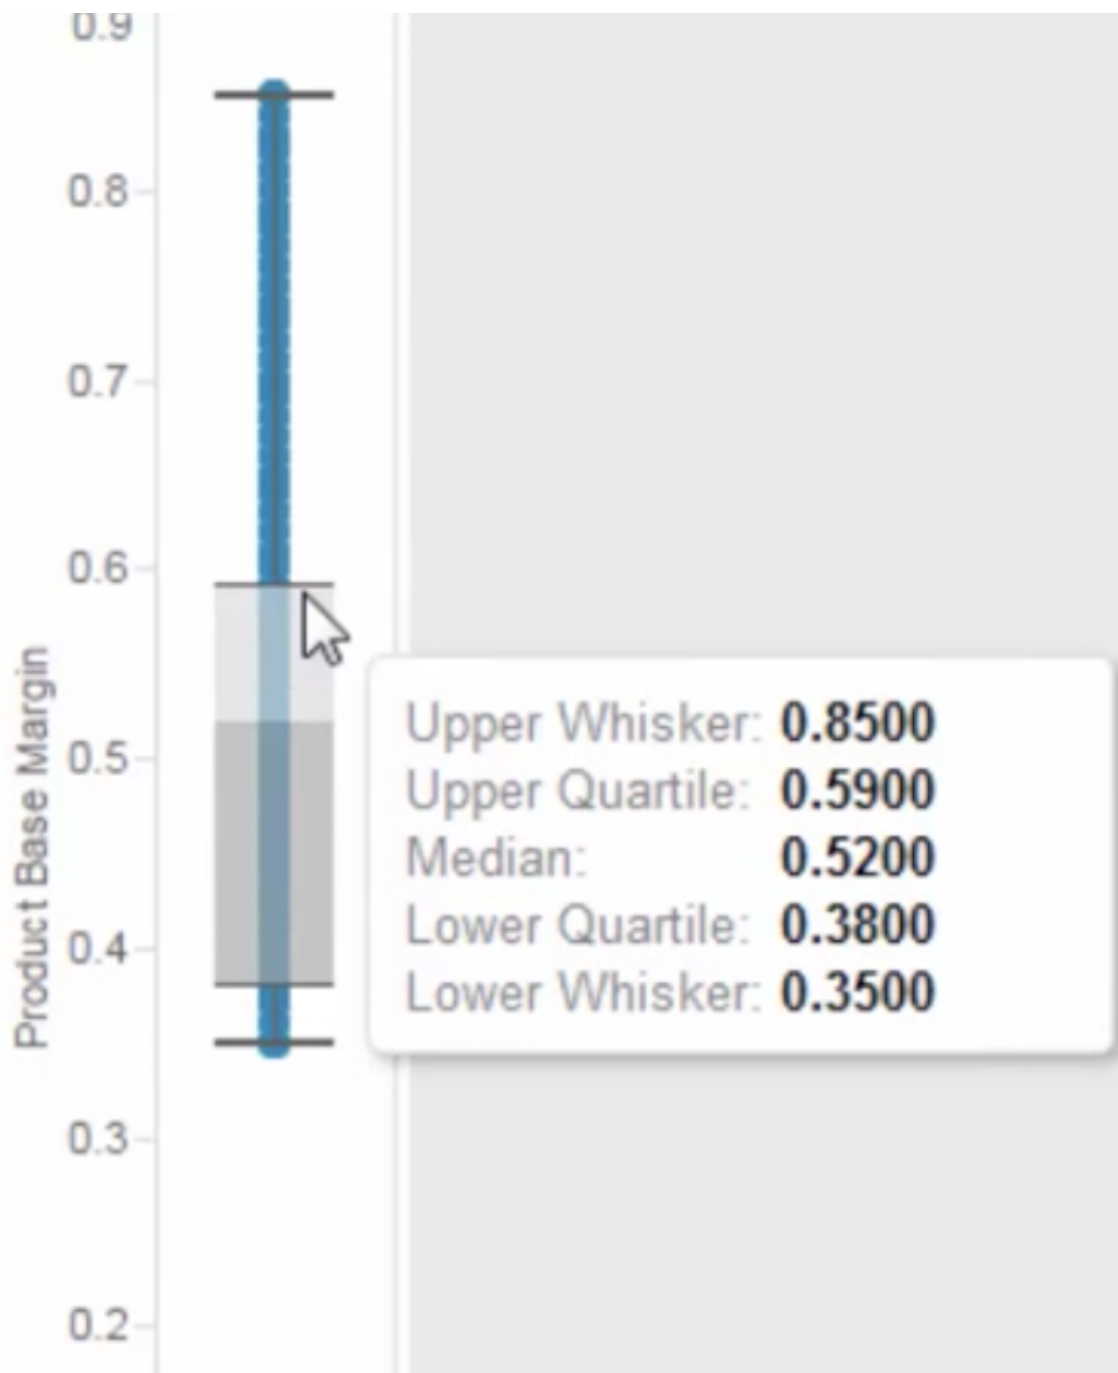 0.9
0.8
0.7
0.6
0.5
0.4
0.3
0.2
Product Base Margin
Upper Whisker: 0.8500
Upper Quartile: 0.5900
Median: 0.5200
Lower Quartile: 0.3800
Lower Whisker: 0.3500